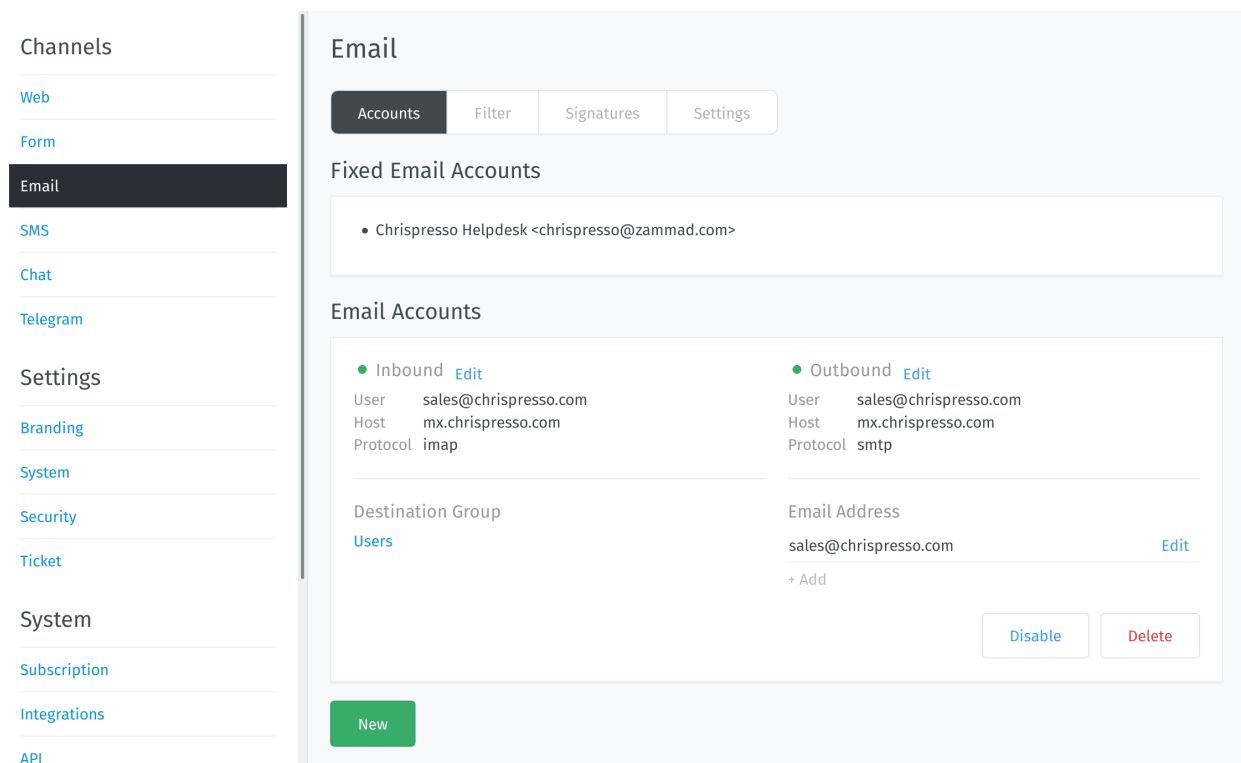 Channels
Web
Form
Email
SMS
Chat
Telegram
Settings
Branding
System
Security
Ticket
System
Subscription
Integrations
API
Email
Accounts Filter Signatures Settings
Fixed Email Accounts
• Chrispresso Helpdesk <chrispresso@zammad.com>
Email Accounts
Inbound Edit
User sales@chrispresso.com
Host mx.chrispresso.com
Protocol imap
Outbound Edit
User sales@chrispresso.com
Host mx.chrispresso.com
Protocol smtp
Destination Group
Users
Email Address
sales@chrispresso.com Edit
+ Add
Disable Delete
New